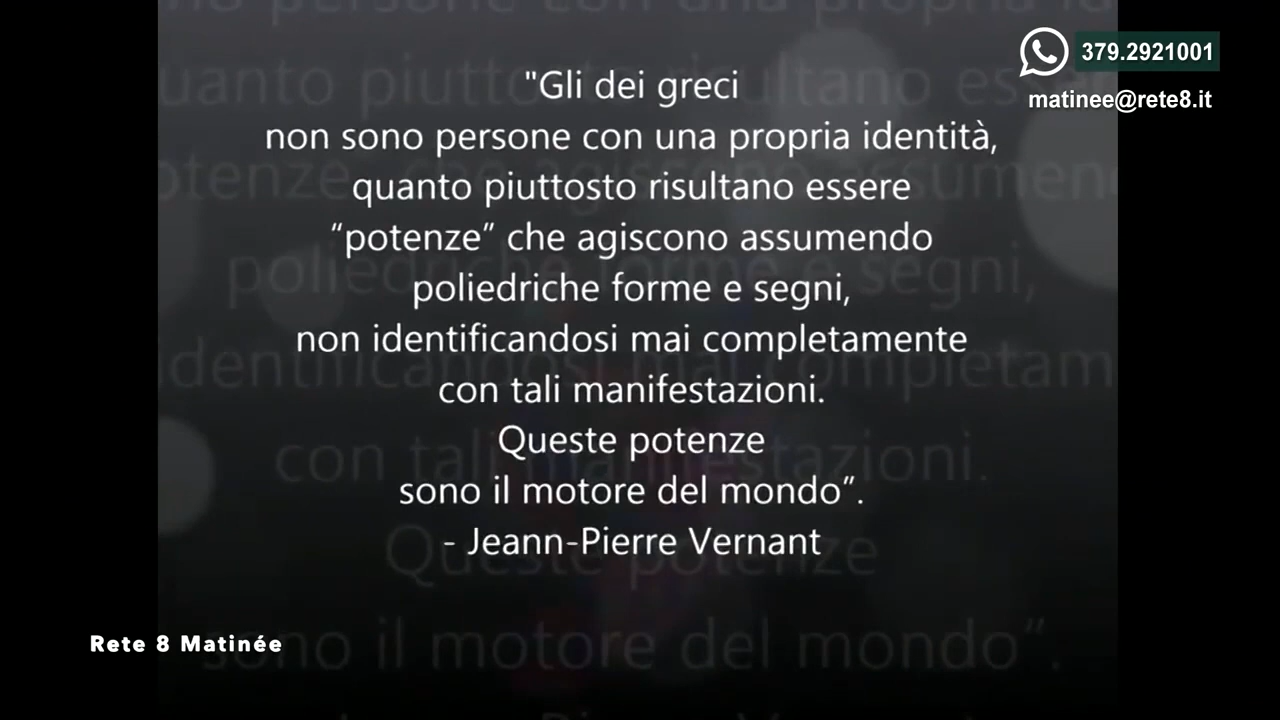 379.2921001
matinee@rete8.it
"Gli dei greci
non sono persone con una propria identità,
quanto piuttosto risultano essere
“potenze” che agiscono assumendo
poliedriche forme e segni,
non identificandosi mai completamente
con tali manifestazioni.
Queste potenze
sono il motore del mondo”.
- Jeann-Pierre Vernant
Rete 8 Matinée